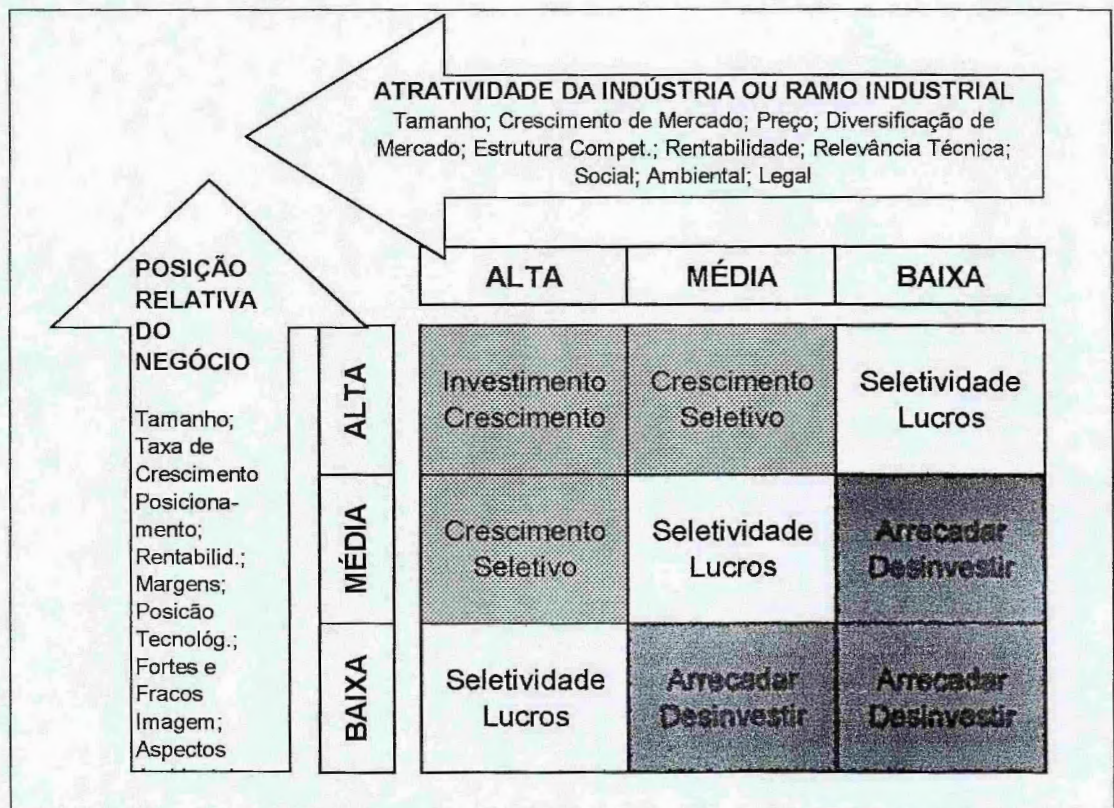 ATRATIVIDADE DA INDÚSTRIA OU RAMO INDUSTRIAL
Tamanho; Crescimento de Mercado; Preço; Diversificação de
Mercado; Estrutura Compet.; Rentabilidade; Relevância Técnica;
Social; Ambiental; Legal
POSIÇÃO
RELATIVA
DO
NEGÓCIO
Tamanho;
Taxa de
Crescimento
Posiciona-
mento;
Rentabilid.;
Margens;
Posicão
Tecnológ.;
Fortes e
Fracos
Imagem;
Aspectos
ALTA
MÉDIA
BAIXA
ALTA
Investimento
Crescimento
Crescimento
Seletivo
Seletividade
Lucros
MÉDIA
Crescimento
Seletivo
Seletividade
Lucros
Arrecadar
Desinvestir
BAIXA
Seletividade
Lucros
Arrecadar
Desinvestir
Arrecadar
Desinvestir